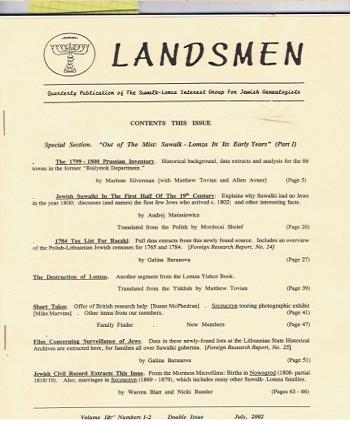 LANDSMEN
Quarterly Publication of The Suwalk-Lomza Interest Group For Jewish Genealogists
CONTENTS THIS ISSUE
Special Section. "Out of The Mist: Suwalk - Lomza In Its Early Years" (Part I)
The 1799 - 1800 Prussian Inventory. Historical background, data extracts and analysis for the 86
towns in the former "Bialystok Department."
by Marlene Silverman {with Matthew Tovian and Allen Avner} (Page 5)
Jewish Suwalki In The First Half Of The 19th Century: Explains why Suwalki had no Jews
in the year 1800; discusses (and names) the first few Jews who arrived c. 1802; and other interesting facts.
by Andrej Matusiewicz
Translated from the Polish by Mordecai Shelef (Page 20)
1784 Tax List For Raczki: Full data extracts from this newly found source. Includes an overview
of the Polish-Lithuanian Jewish censuses for 1765 and 1784. [Foreign Research Report, No. 24]
by Galina Baranova (Page 27)
The Destruction of Lomza. Another segment from the Lomza Yizkor Book.
Translated from the Yiddish by Matthew Tovian (Page 39)
Short Takes. Offer of British research help {Susan McPhedran} . Szczuczyn touring photographic exhibit
{Mike Marvins} . Other items from our members. (Page 41)
Family Finder New Members (Page 47)
Films Concerning Surveillance of Jews. Data in these newly-found lists at the Lithuanian State Historical
Archives are extracted here, for families all over Suwalki gubernia. [Foreign Research Report, No. 25]
by Galina Baranova (Page 51)
Jewish Civil Record Extracts This Issue. From the Mormon Microfilms: Births in Nowogrod (1808- partial
1818/19). Also, marriages in Szczuczyn (1869 - 1879), which includes many other Suwalk- Lomza families.
by Warren Blatt and Nicki Russler (Pages 63 - 86)
Volume Numbers 1-2 Double Issue July, 2002